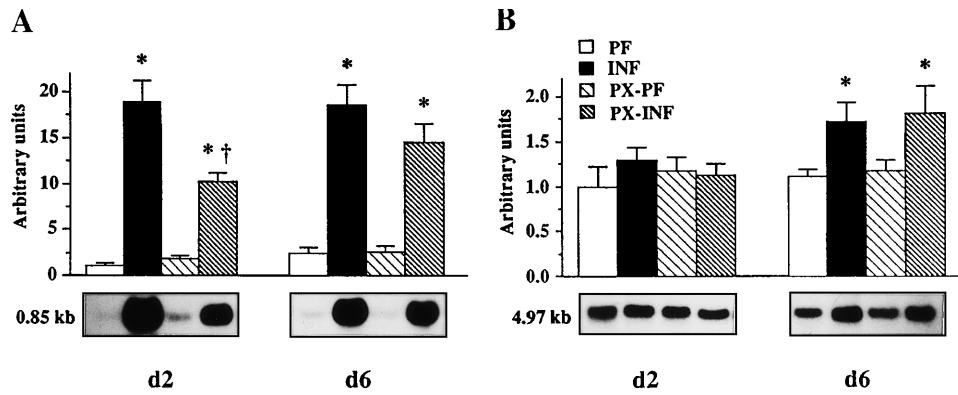 A
Arbitrary units
20
15
10
5
0
*
* †
*
*
0.85 kb
d2
d6
B
Arbitrary units
2.0
1.5
1.0
0.5
0.0
PF
INF
PX-PF
PX-INF
*
*
4.97 kb
d2
d6